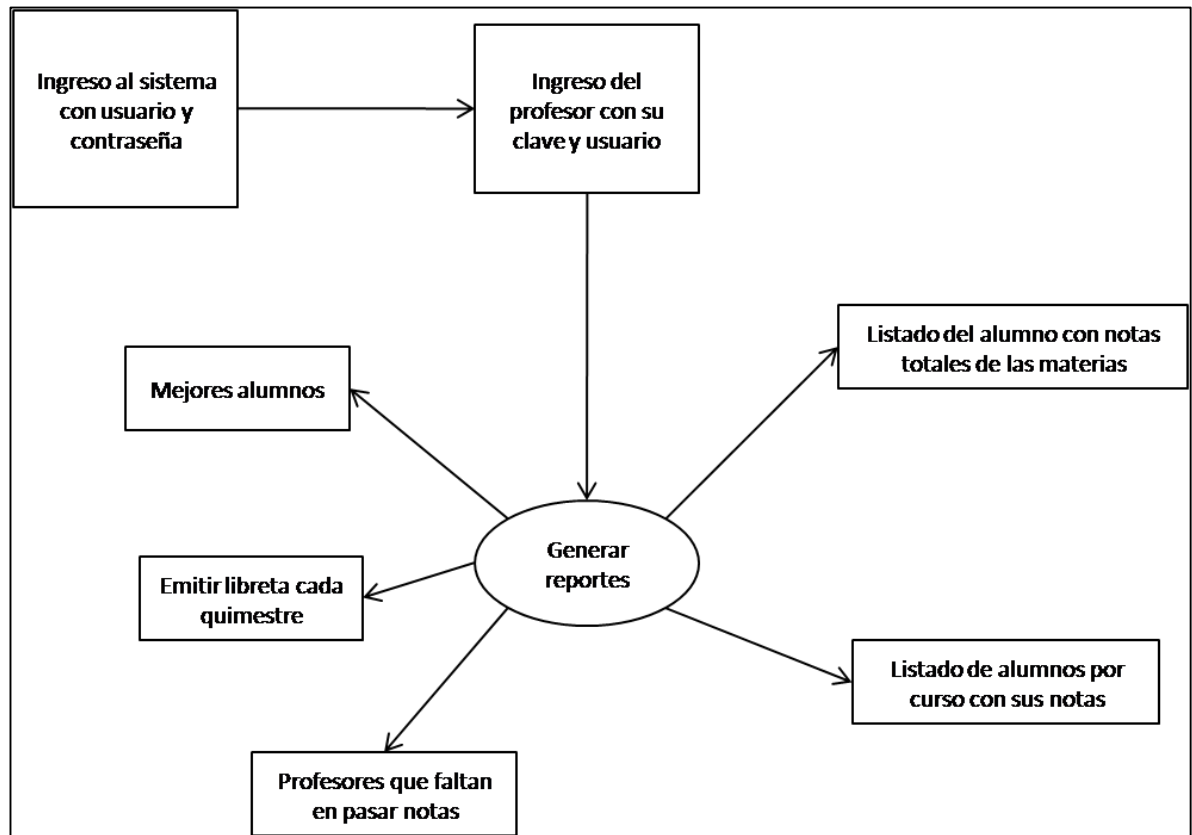 Ingreso al sistema
con usuario y
contraseña
Ingreso del
profesor con su
clave y usuario
Listado del alumno con notas
totales de las materias
Mejores alumnos
Generar
reportes
Emitir libreta cada
quimestre
Listado de alumnos por
curso con sus notas
Profesores que faltan
en pasar notas